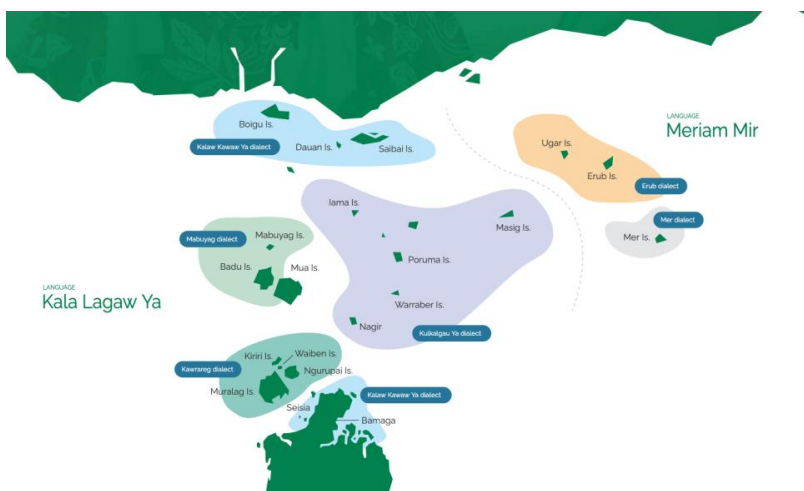 LANGUAGE
Meriam Mir
Boigu Is.
Kalaw Kawaw Ya dialect
Dauan Is.
Saibai Is.
Ugar Is.
Erub Is.
Erub dialect
Iama Is.
Masig Is.
Mer dialect
Mer Is.
Mabuyag dialect
Mabuyag Is.
Badu Is.
Mua Is.
Poruma Is.
LANGUAGE
Kala Lagaw Ya
Warraber Is.
Nagir
Kulkalgau Ya dialect
Kiriri Is.
Waiben Is.
Kawrareg dialect
Ngurupai Is.
Muralag Is.
Seisia
Kalaw Kawaw Ya dialect
Bamaga